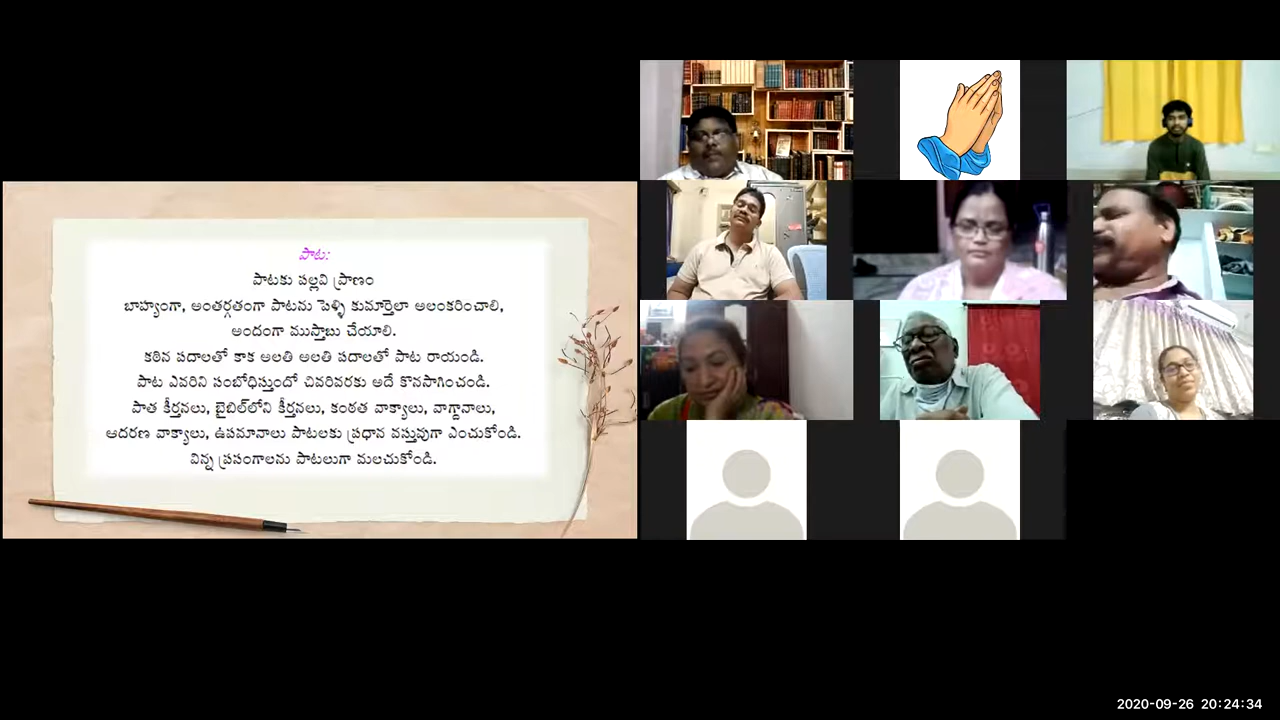 పాట:
పాటకు పల్లవి ప్రాణం
బాహ్యంగా, అంతర్గతంగా పాటను పెళ్ళి కుమార్తెలా అలంకరించాలి,
అందంగా ముస్తాబు చేయాలి.
కఠిన పదాలతో కాక అలతి అలతి పదాలతో పాట రాయండి.
పాట ఎవరిని సంబోధిస్తుందో చివరివరకు అదే కొనసాగించండి.
పాత కీర్తనలు, బైబిల్‌లోని కీర్తనలు, కంఠత వాక్యాలు, వాగ్దానాలు,
ఆదరణ వాక్యాలు, ఉపమానాలు పాటలకు ప్రధాన వస్తువుగా ఎంచుకోండి.
విన్న ప్రసంగాలను పాటలుగా మలచుకోండి.
2020-09-26 20:24:34